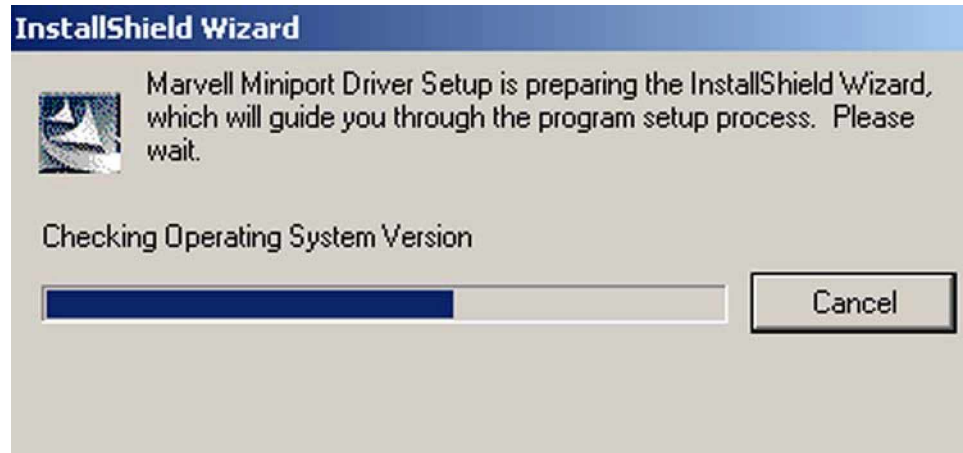 InstallShield Wizard
Marvell Miniport Driver Setup is preparing the InstallShield Wizard,
which will guide you through the program setup process.  Please
wait.
Checking Operating System Version
Cancel